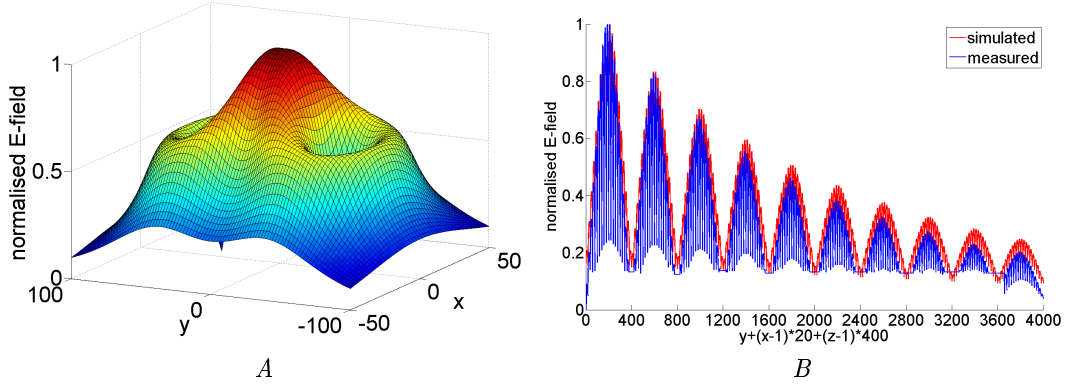 normalised E-field
1
0.5
0
100
0
-100
y
-50
0
50
x
A
normalised E-field
1
0.8
0.6
0.4
0.2
0
0
400
800
1200
1600
2000
2400
2800
3200
3600
4000
y+(x-1)*20+(z-1)*400
simulated
measured
B